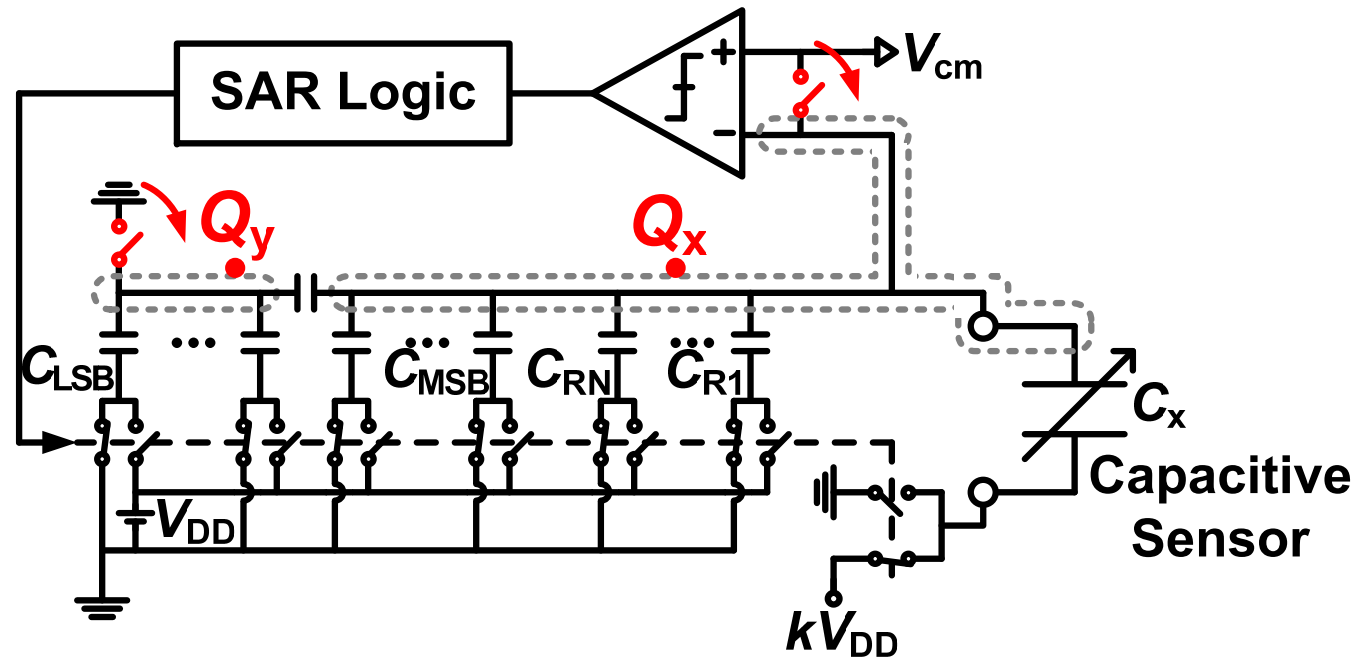 SAR Logic
+
−
Vcm
Qy
Qx
CLSB
...
...
CMSB
CRN
...
CR1
Cx
VDD
Capacitive
Sensor
kVDD